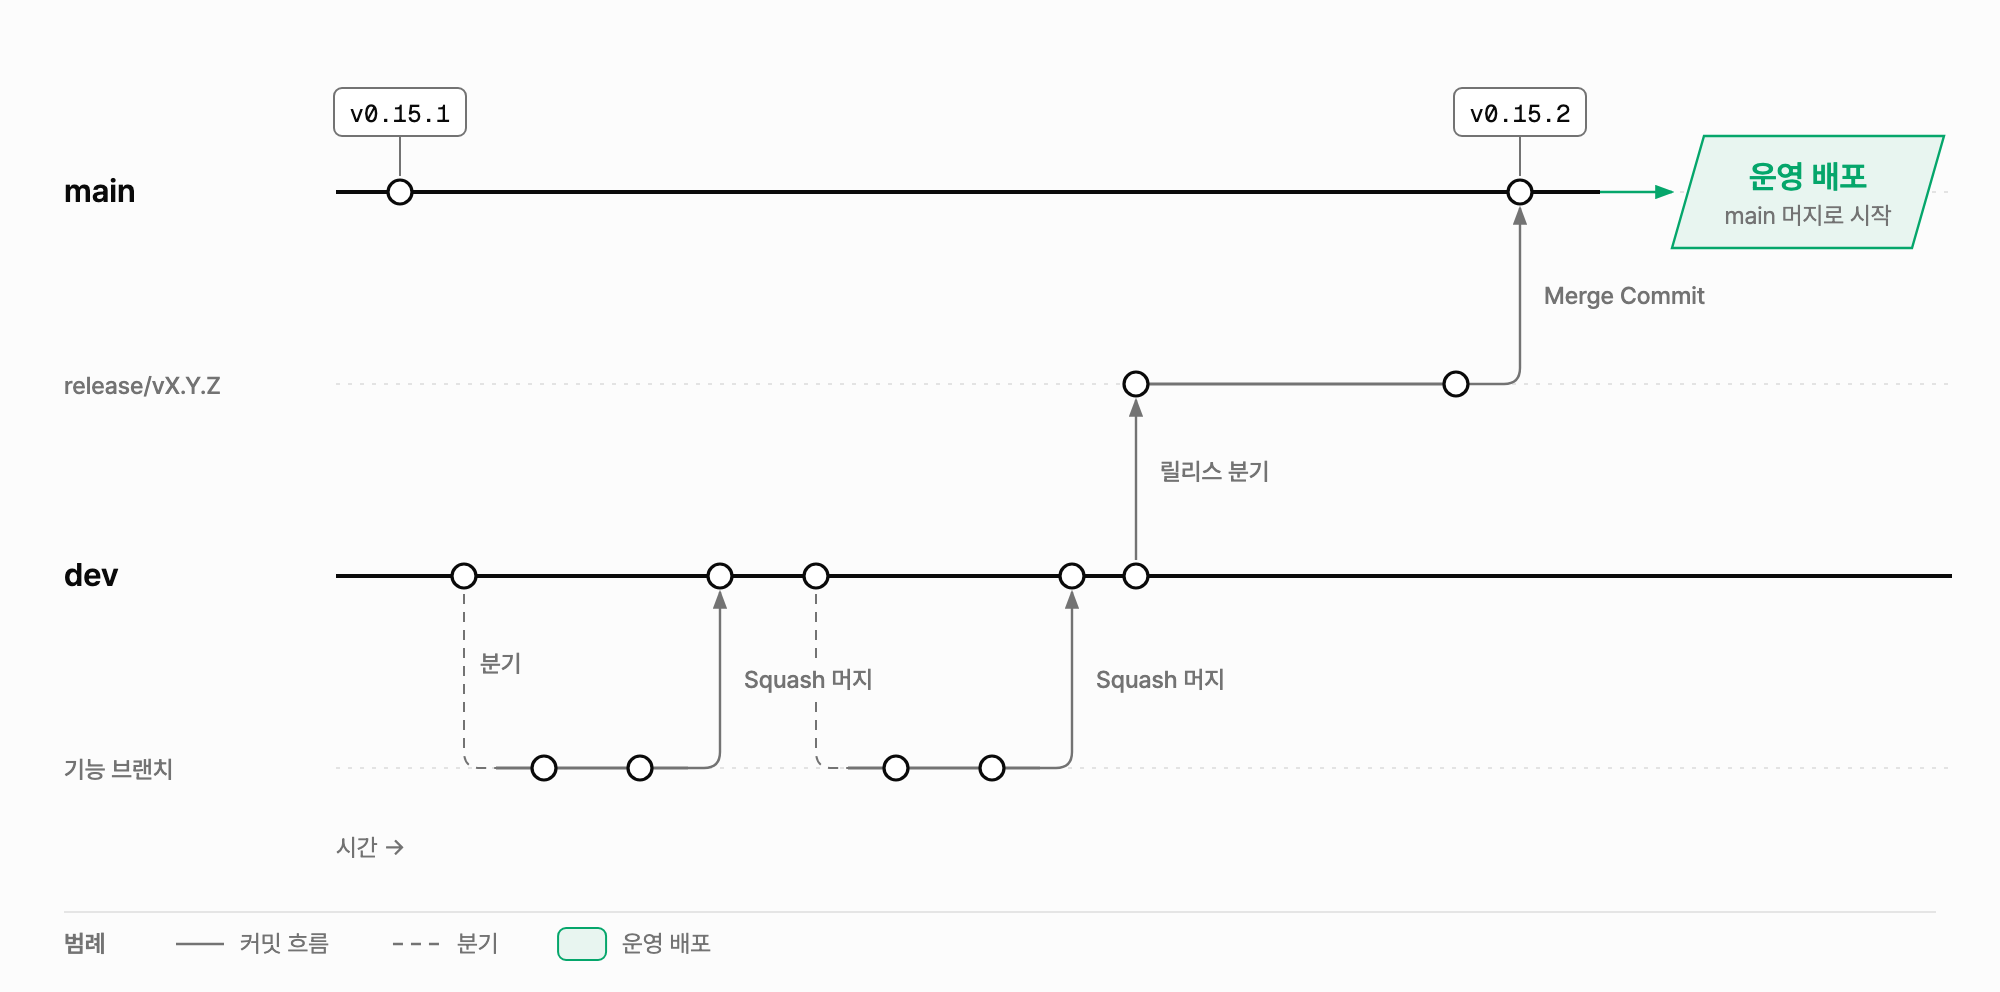 v0.15.1
v0.15.2
main
운영 배포
main 머지로 시작
Merge Commit
release/vX.Y.Z
릴리스 분기
dev
분기
Squash 머지
Squash 머지
기능 브랜치
시간 →
범례
커밋 흐름
분기
운영 배포